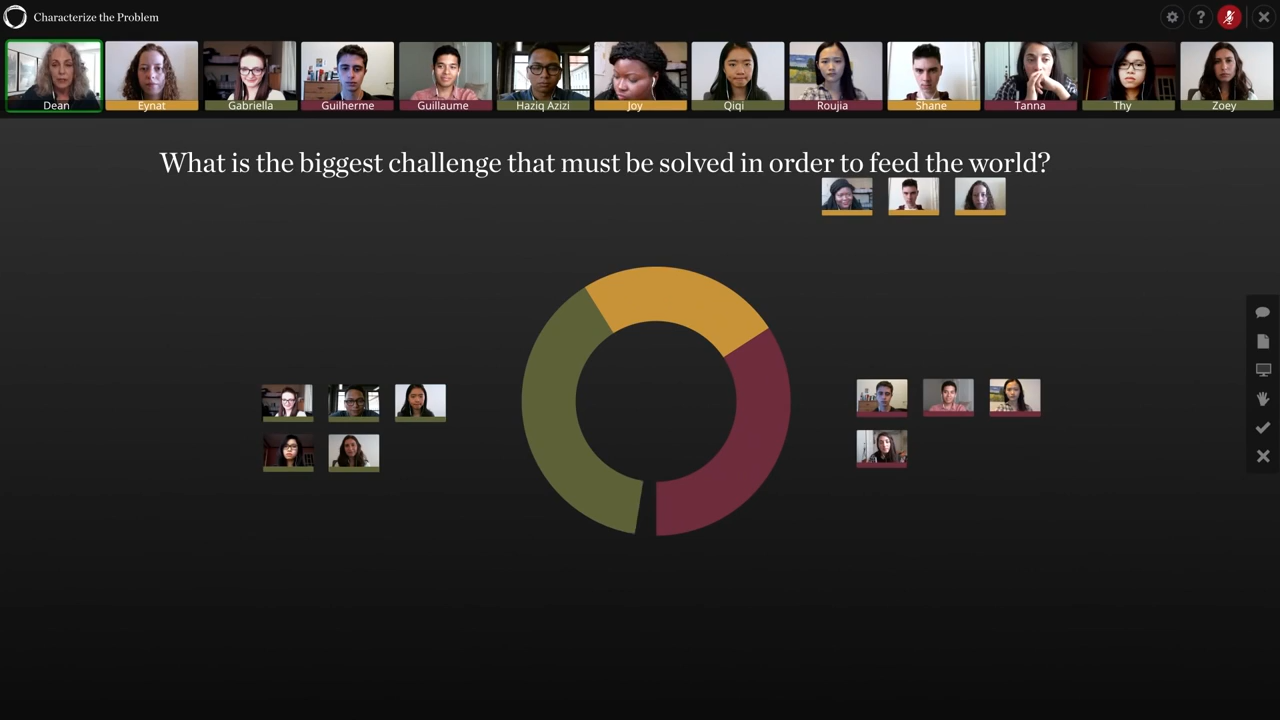 Characterize the Problem
?
Dean
Eynat
Gabriella
Guilherme
Guillaume
Haziq Azizi
Joy
Qiqi
Roujia
Shane
Tanna
Thy
Zoey
What is the biggest challenge that must be solved in order to feed the world?